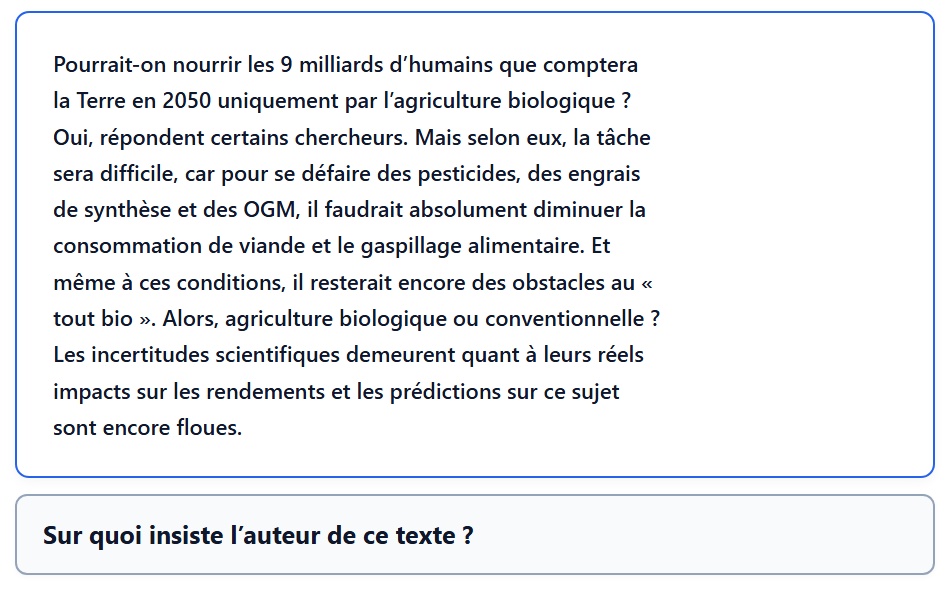 Pourrait-on nourrir les 9 milliards d’humains que comptera
la Terre en 2050 uniquement par l’agriculture biologique ?
Oui, répondent certains chercheurs. Mais selon eux, la tâche
sera difficile, car pour se défaire des pesticides, des engrais
de synthèse et des OGM, il faudrait absolument diminuer la
consommation de viande et le gaspillage alimentaire. Et
même à ces conditions, il resterait encore des obstacles au «
tout bio ». Alors, agriculture biologique ou conventionnelle ?
Les incertitudes scientifiques demeurent quant à leurs réels
impacts sur les rendements et les prédictions sur ce sujet
sont encore floues.
Sur quoi insiste l’auteur de ce texte ?